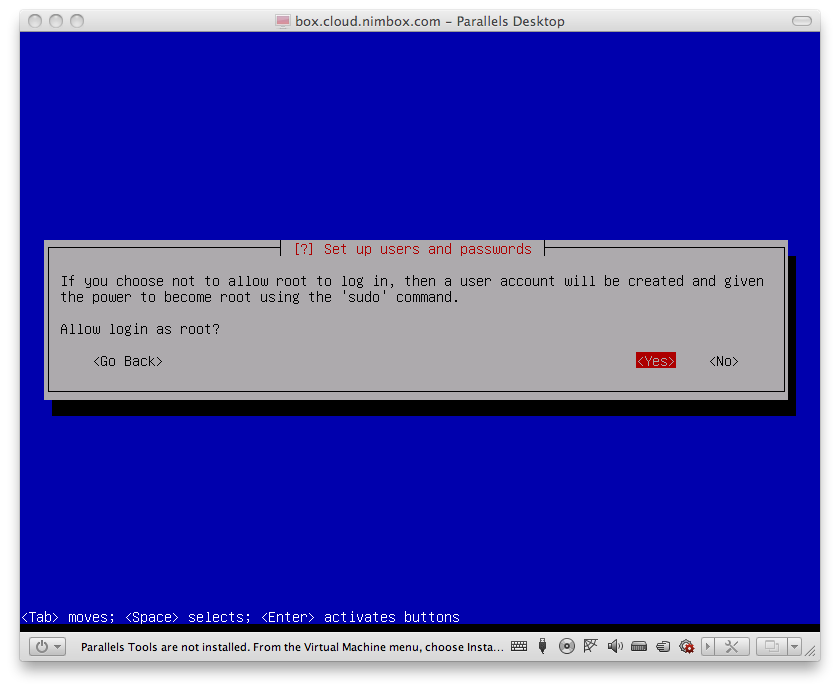 box.cloud.nimbox.com – Parallels Desktop
[?] Set up users and passwords
If you choose not to allow root to log in, then a user account will be created and given
the power to become root using the 'sudo' command.
Allow login as root?
<Go Back> <Yes> <No>
<Tab> moves; <Space> selects; <Enter> activates buttons
Parallels Tools are not installed. From the Virtual Machine menu, choose Insta...